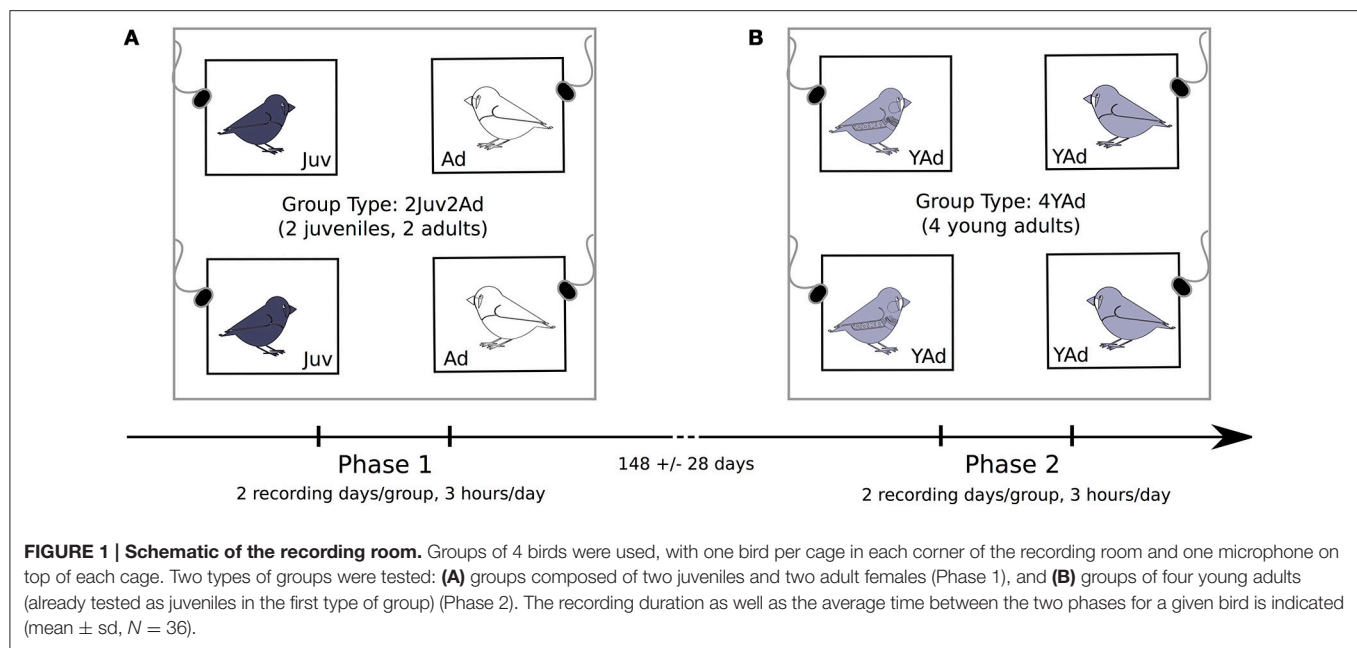 A
B
Juv
Ad
YAd
YAd
Group Type: 2Juv2Ad
(2 juveniles, 2 adults)
Group Type: 4YAd
(4 young adults)
Juv
Ad
YAd
YAd
Phase 1
148 +/- 28 days
Phase 2
2 recording days/group, 3 hours/day
2 recording days/group, 3 hours/day
FIGURE 1 | Schematic of the recording room. Groups of 4 birds were used, with one bird per cage in each corner of the recording room and one microphone on
top of each cage. Two types of groups were tested: (A) groups composed of two juveniles and two adult females (Phase 1), and (B) groups of four young adults
(already tested as juveniles in the first type of group) (Phase 2). The recording duration as well as the average time between the two phases for a given bird is indicated
(mean ± sd, N = 36).